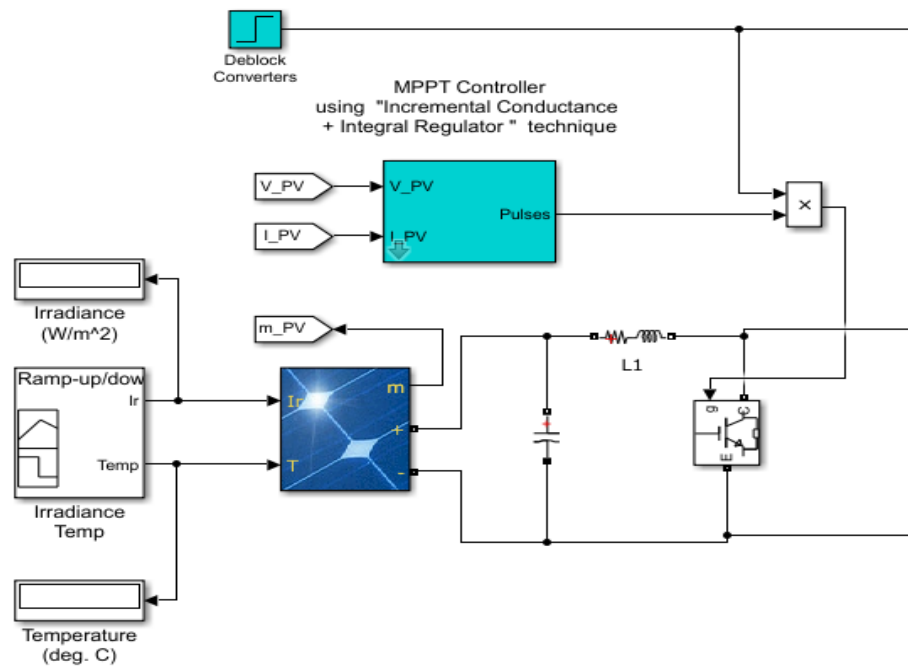 Deblock
Converters
MPPT Controller
using "Incremental Conductance
+ Integral Regulator " technique
V_PV
V_PV
Pulses
I_PV
I_PV
x
Irradiance
(W/m^2)
m_PV
Ramp-up/dow
Ir
Temp
Irradiance
Temp
Ir
m
+
T
-
L1
g
C
E
Temperature
(deg. C)